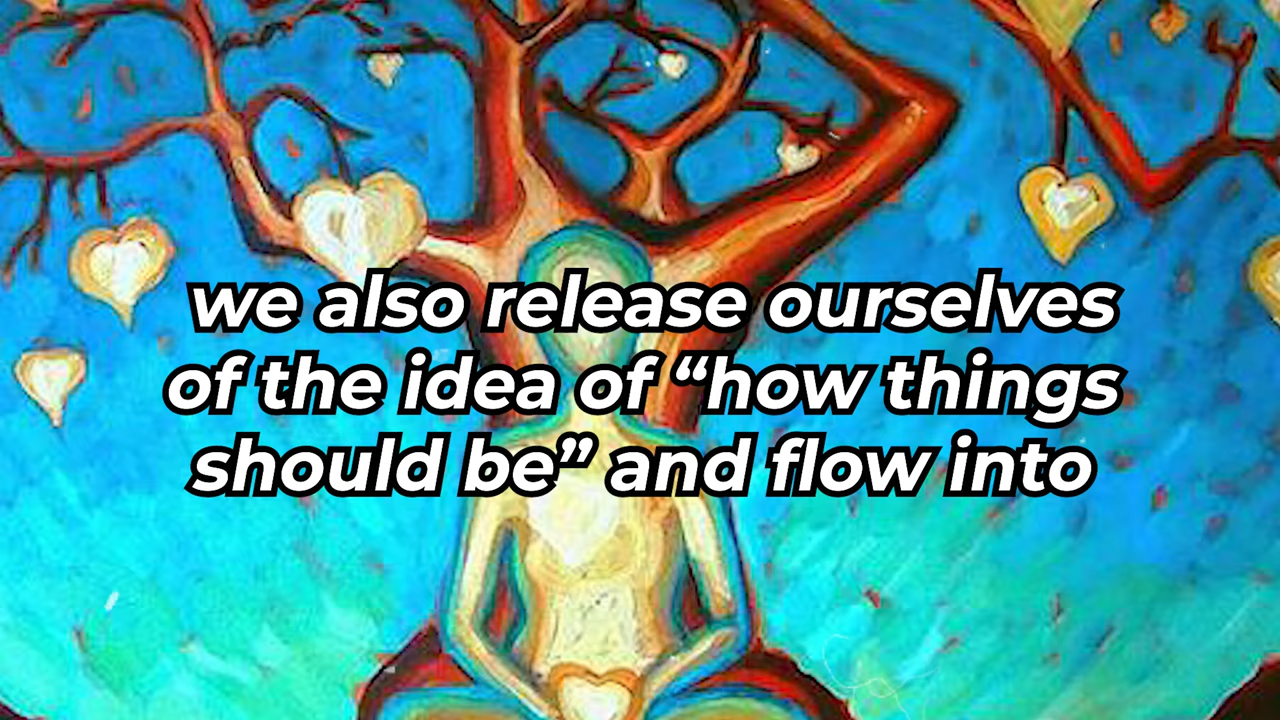 we also release ourselves
of the idea of “how things
should be” and flow into